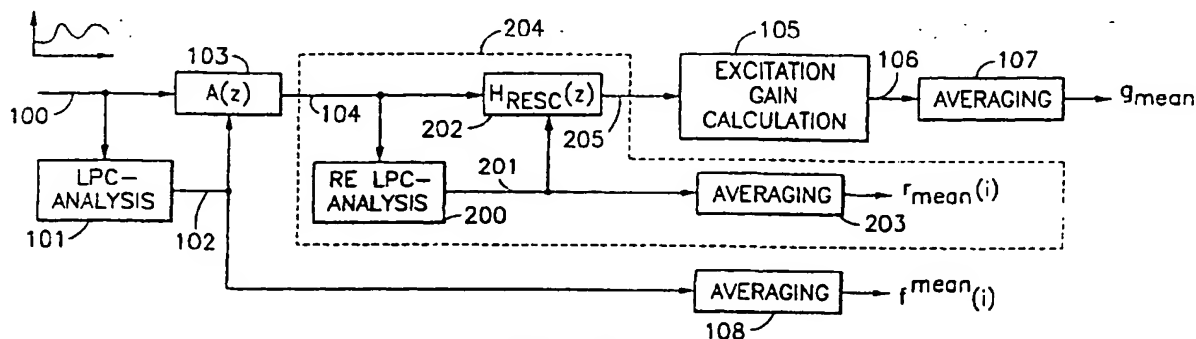 204
105
103
EXCITATION
GAIN
CALCULATION
106
107
A(z)
H_RESC(z)
AVERAGING
g_mean
100
104
202
205
LPC-
ANALYSIS
101
102
RE LPC-
ANALYSIS
200
201
AVERAGING
203
r_mean(i)
AVERAGING
108
f^mean(i)